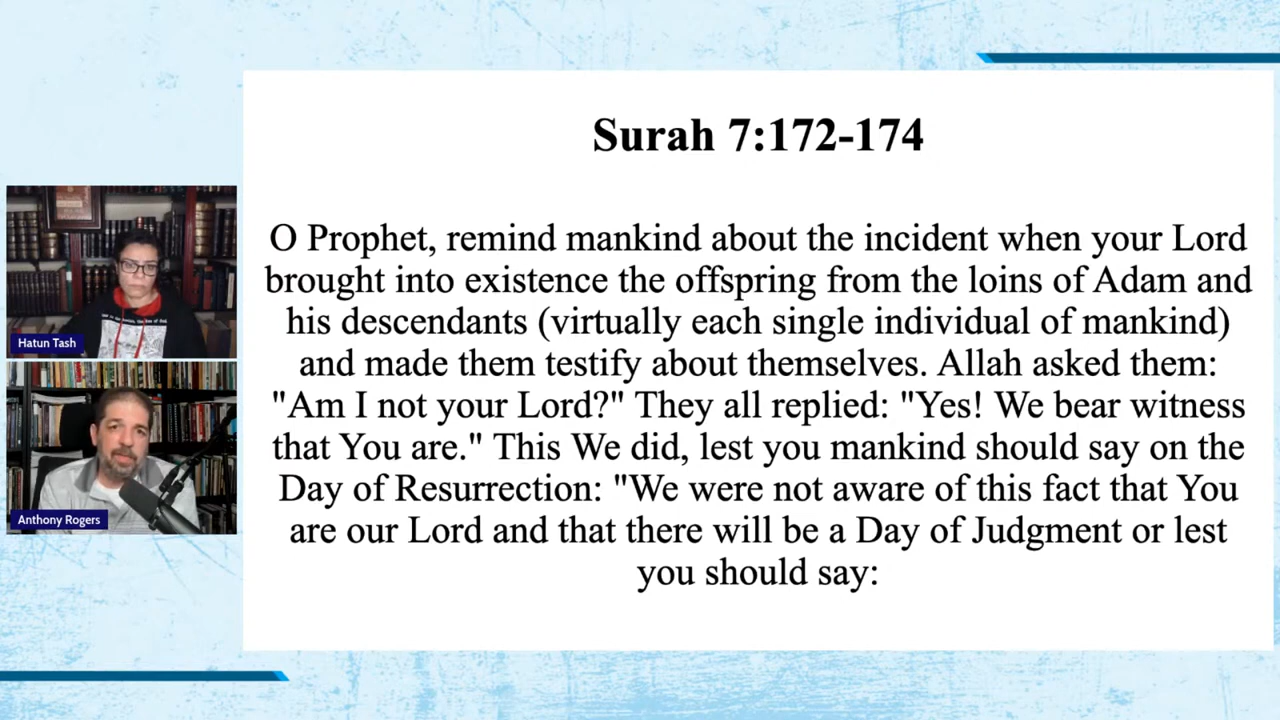 Surah 7:172-174
O Prophet, remind mankind about the incident when your Lord
brought into existence the offspring from the loins of Adam and
his descendants (virtually each single individual of mankind)
and made them testify about themselves. Allah asked them:
"Am I not your Lord?" They all replied: "Yes! We bear witness
that You are." This We did, lest you mankind should say on the
Day of Resurrection: "We were not aware of this fact that You
are our Lord and that there will be a Day of Judgment or lest
you should say:
Hatun Tash
Anthony Rogers